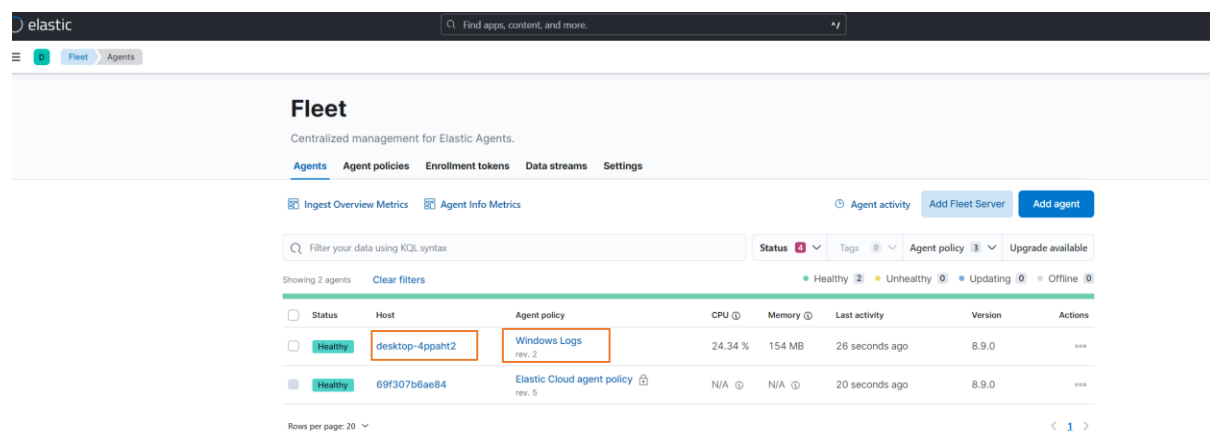 elastic
Find apps, content, and more.
^/
D Fleet Agents
Fleet
Centralized management for Elastic Agents.
Agents Agent policies Enrollment tokens Data streams Settings
Ingest Overview Metrics Agent Info Metrics Agent activity Add Fleet Server Add agent
Filter your data using KQL syntax Status 4 Tags 0 Agent policy 3 Upgrade available
Showing 2 agents Clear filters Healthy 2 Unhealthy 0 Updating 0 Offline 0
Status Host Agent policy CPU Memory Last activity Version Actions
Healthy desktop-4ppaht2 Windows Logs 24.34 % 154 MB 26 seconds ago 8.9.0
rev. 2
Healthy 69f307b6ae84 Elastic Cloud agent policy N/A N/A 20 seconds ago 8.9.0
rev. 5
Rows per page: 20 < 1 >